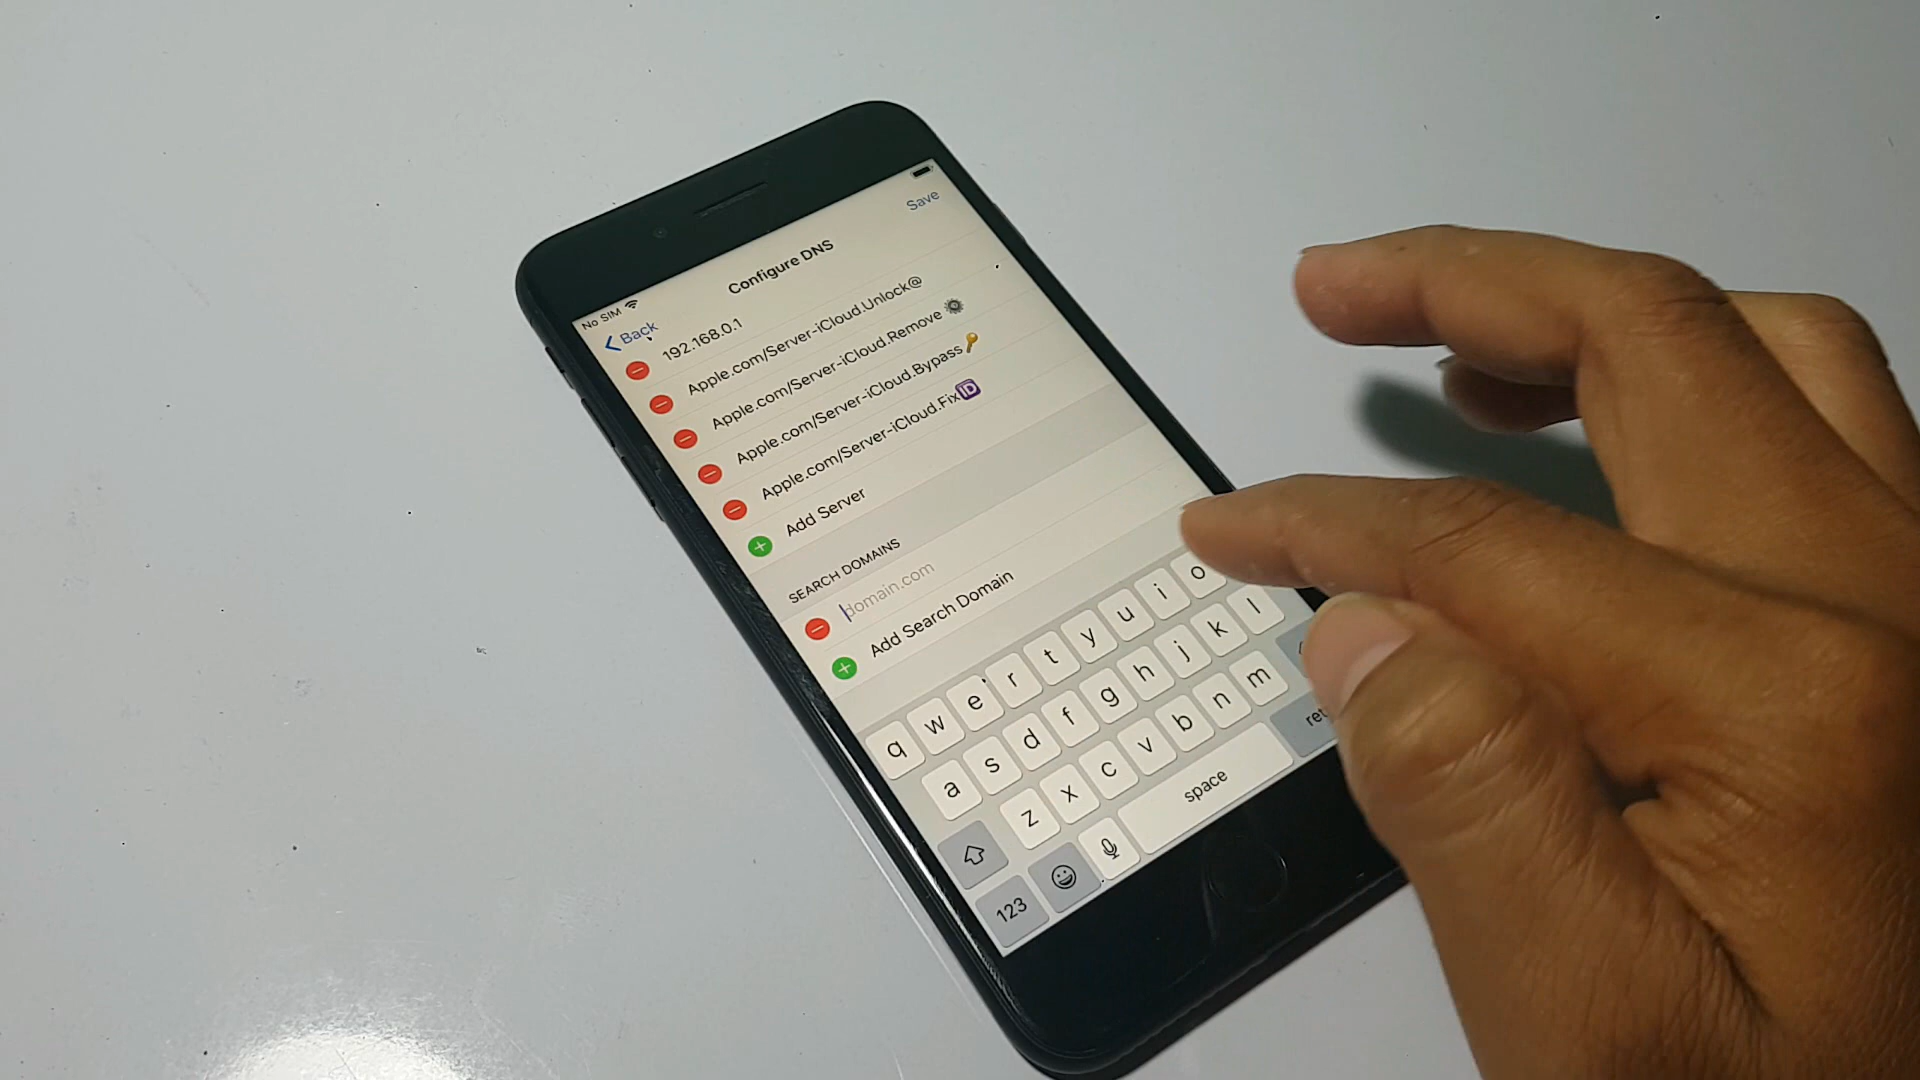 No SIM
Back
Configure DNS
Save
192.168.0.1
Apple.com/Server-iCloud.Unlock@
Apple.com/Server-iCloud.Remove ⚙
Apple.com/Server-iCloud.Bypass🔑
Apple.com/Server-iCloud.Fix🆔
Add Server
SEARCH DOMAINS
domain.com
Add Search Domain
q w e r t y u i o
a s d f g h j k l
z x c v b n m
123 space ret